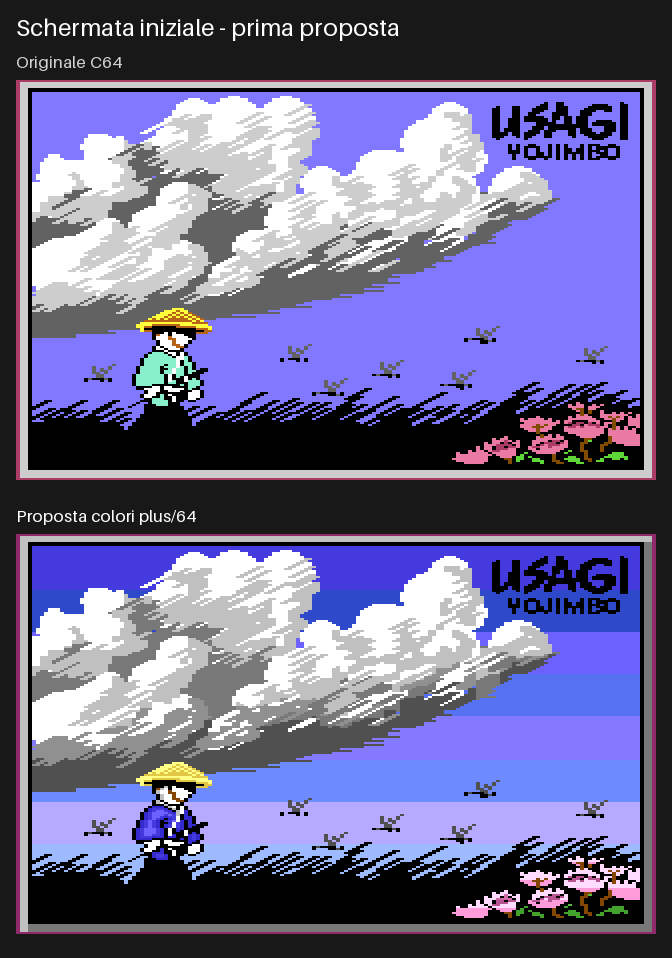 Schermata iniziale - prima proposta
Originale C64
USAGI
YOJIMBO
Proposta colori plus/64
USAGI
YOJIMBO